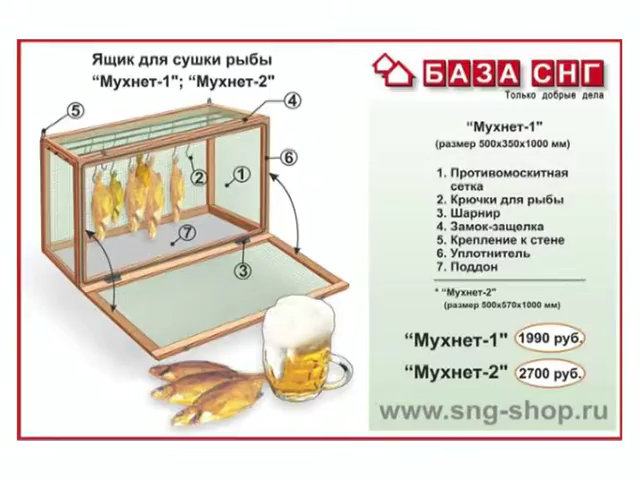 Ящик для сушки рыбы
“Мухнет-1"; “Мухнет-2"
БАЗА СНГ
Только добрые дела
“Мухнет-1"
(размер 500х350х1000 мм)
1. Противомоскитная
сетка
2. Крючки для рыбы
3. Шарнир
4. Замок-защелка
5. Крепление к стене
6. Уплотнитель
7. Поддон
* “Мухнет-2"
(размер 500х570х1000 мм)
“Мухнет-1" 1990 руб.
“Мухнет-2" 2700 руб.
www.sng-shop.ru
5
4
6
2
1
7
3